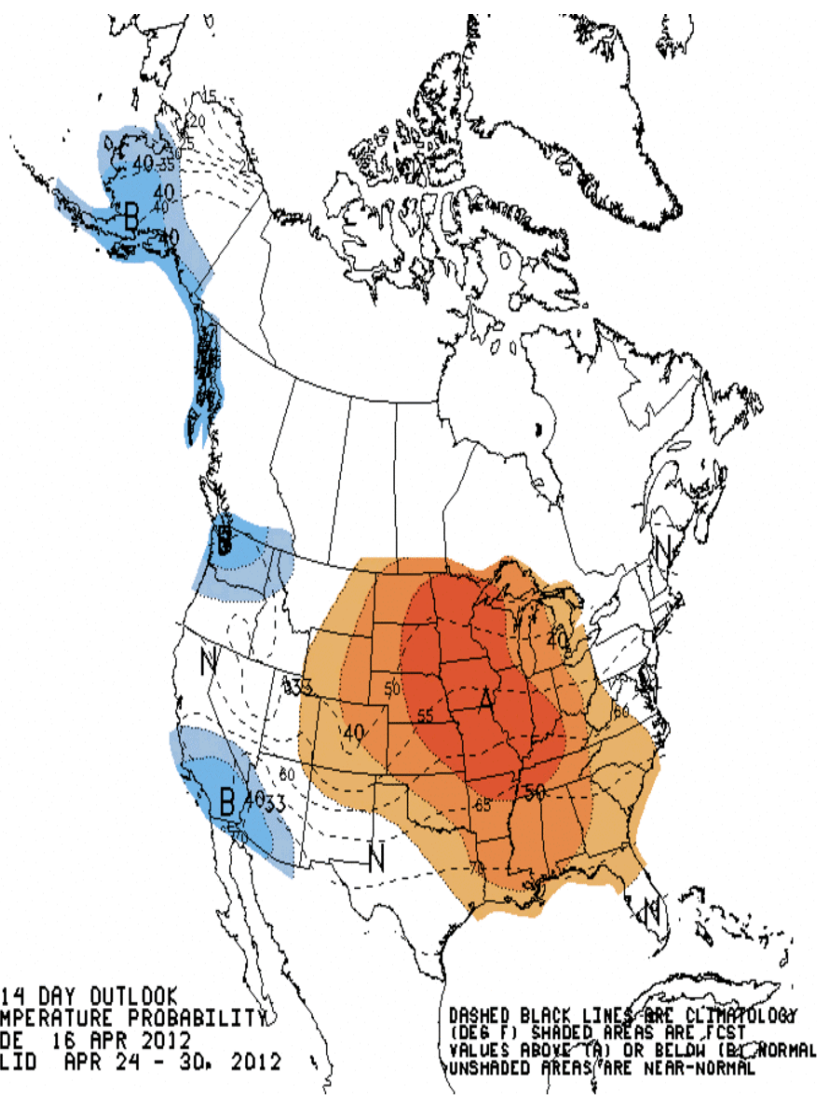 15
20
25
40 35
40
40
B
40
B
N
40
N
33
50
A
55
60
40
60
B 40 33
50
65
70
N
N
14 DAY OUTLOOK
MPERATURE PROBABILITY
DE 16 APR 2012
LID APR 24 - 30, 2012
DASHED BLACK LINES ARE CLIMATOLOGY
(DEG F) SHADED AREAS ARE FCST
VALUES ABOVE (A) OR BELOW (B) NORMAL
UNSHADED AREAS ARE NEAR-NORMAL